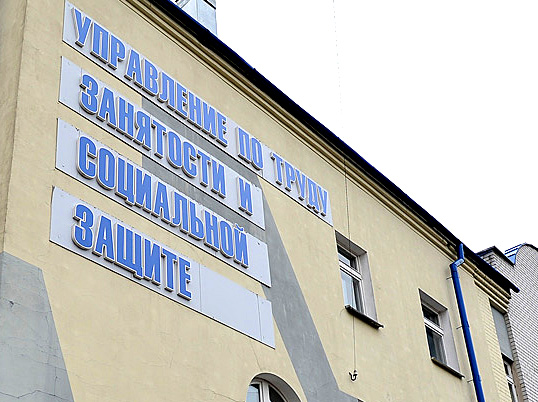 УПРАВЛЕНИЕ ПО ТРУДУ
ЗАНЯТОСТИ И
СОЦИАЛЬНОЙ
ЗАЩИТЕ